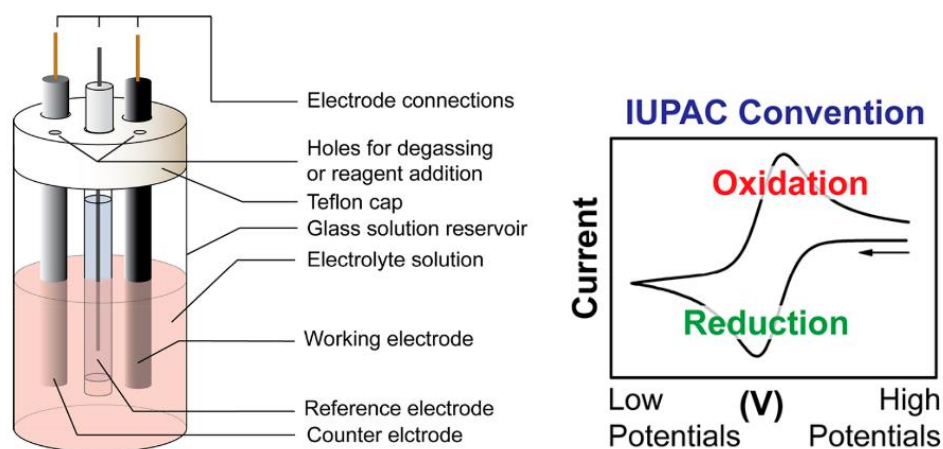 Electrode connections
Holes for degassing
or reagent addition
Teflon cap
Glass solution reservoir
Electrolyte solution
Working electrode
Reference electrode
Counter elctrode
IUPAC Convention
Oxidation
Current
Reduction
Low
Potentials
(V)
High
Potentials